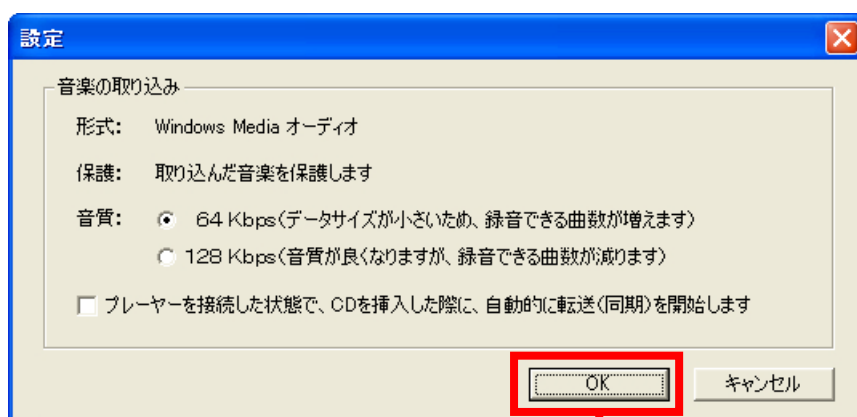 設定
音楽の取り込み
形式: Windows Media オーディオ
保護: 取り込んだ音楽を保護します
音質: 64 Kbps(データサイズが小さいため、録音できる曲数が増えます)
128 Kbps(音質が良くなりますが、録音できる曲数が減ります)
プレーヤーを接続した状態で、CDを挿入した際に、自動的に転送(同期)を開始します
OK キャンセル